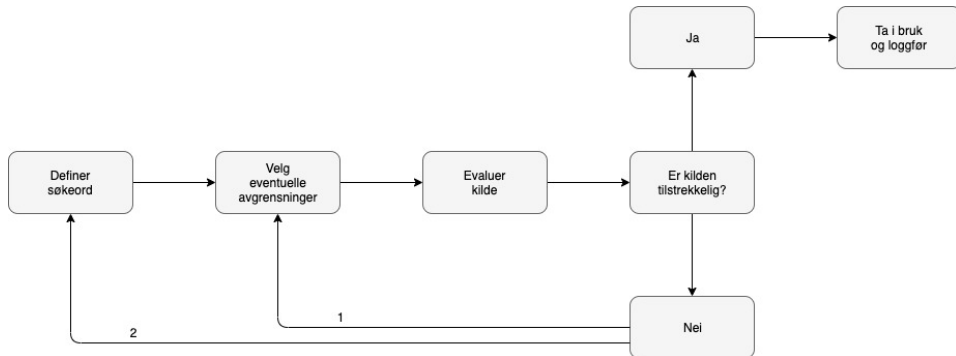 Ja
Ta i bruk
og loggfør
Definer
søkeord
Velg
eventuelle
avgrensninger
Evaluer
kilde
Er kilden
tilstrekkelig?
1
2
Nei